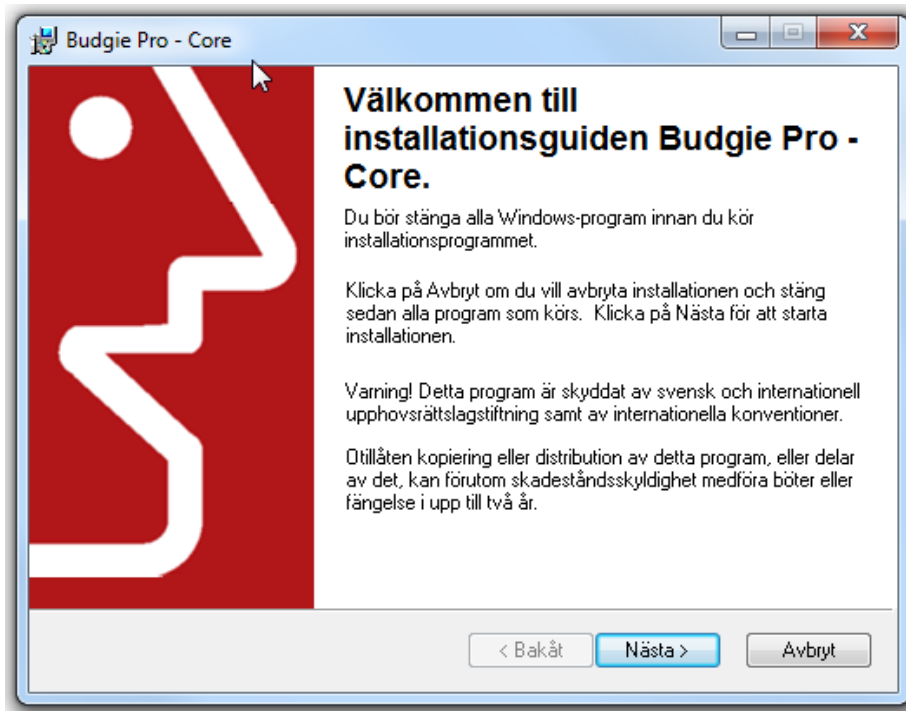 Budgie Pro - Core
Välkommen till
installationsguiden Budgie Pro -
Core.
Du bör stänga alla Windows-program innan du kör
installationsprogrammet.
Klicka på Avbryt om du vill avbryta installationen och stäng
sedan alla program som körs.  Klicka på Nästa för att starta
installationen.
Varning! Detta program är skyddat av svensk och internationell
upphovsrättslagstiftning samt av internationella konventioner.
Otillåten kopiering eller distribution av detta program, eller delar
av det, kan förutom skadeståndsskyldighet medföra böter eller
fängelse i upp till två år.
< Bakåt
Nästa >
Avbryt